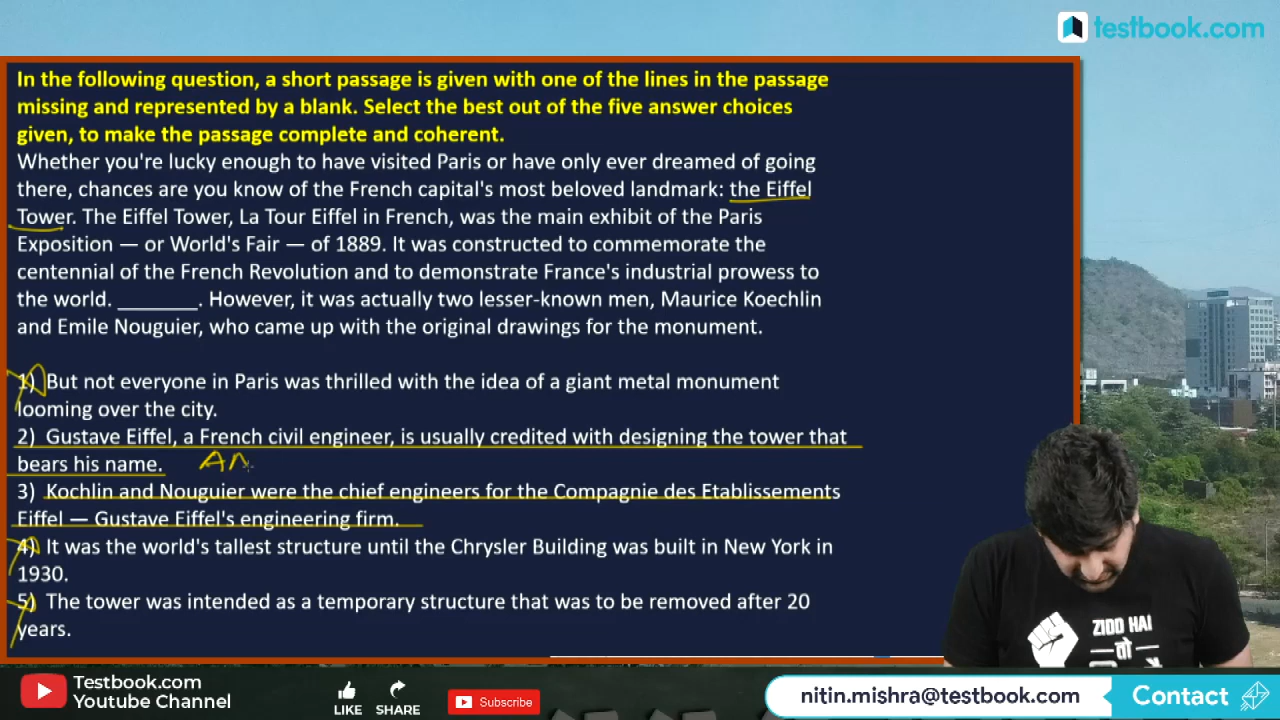 testbook.com
In the following question, a short passage is given with one of the lines in the passage
missing and represented by a blank. Select the best out of the five answer choices
given, to make the passage complete and coherent.
Whether you're lucky enough to have visited Paris or have only ever dreamed of going
there, chances are you know of the French capital's most beloved landmark: the Eiffel
Tower. The Eiffel Tower, La Tour Eiffel in French, was the main exhibit of the Paris
Exposition — or World's Fair — of 1889. It was constructed to commemorate the
centennial of the French Revolution and to demonstrate France's industrial prowess to
the world. _______. However, it was actually two lesser-known men, Maurice Koechlin
and Emile Nouguier, who came up with the original drawings for the monument.
1) But not everyone in Paris was thrilled with the idea of a giant metal monument
looming over the city.
2) Gustave Eiffel, a French civil engineer, is usually credited with designing the tower that
bears his name. AM
3) Kochlin and Nouguier were the chief engineers for the Compagnie des Etablissements
Eiffel — Gustave Eiffel's engineering firm.
4) It was the world's tallest structure until the Chrysler Building was built in New York in
1930.
5) The tower was intended as a temporary structure that was to be removed after 20
years.
ZIDD HAI
तो
Testbook.com
YouTube Channel
LIKE
SHARE
Subscribe
nitin.mishra@testbook.com
Contact